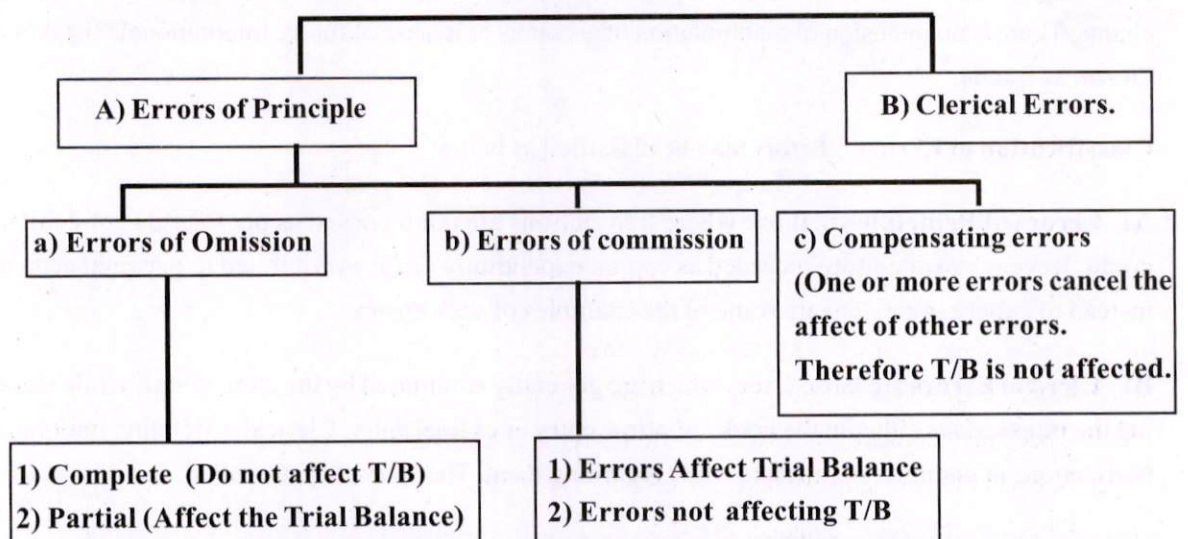 A) Errors of Principle
B) Clerical Errors.
a) Errors of Omission
b) Errors of commission
c) Compensating errors
(One or more errors cancel the
affect of other errors.
Therefore T/B is not affected.
1) Complete (Do not affect T/B)
2) Partial (Affect the Trial Balance)
1) Errors Affect Trial Balance
2) Errors not affecting T/B